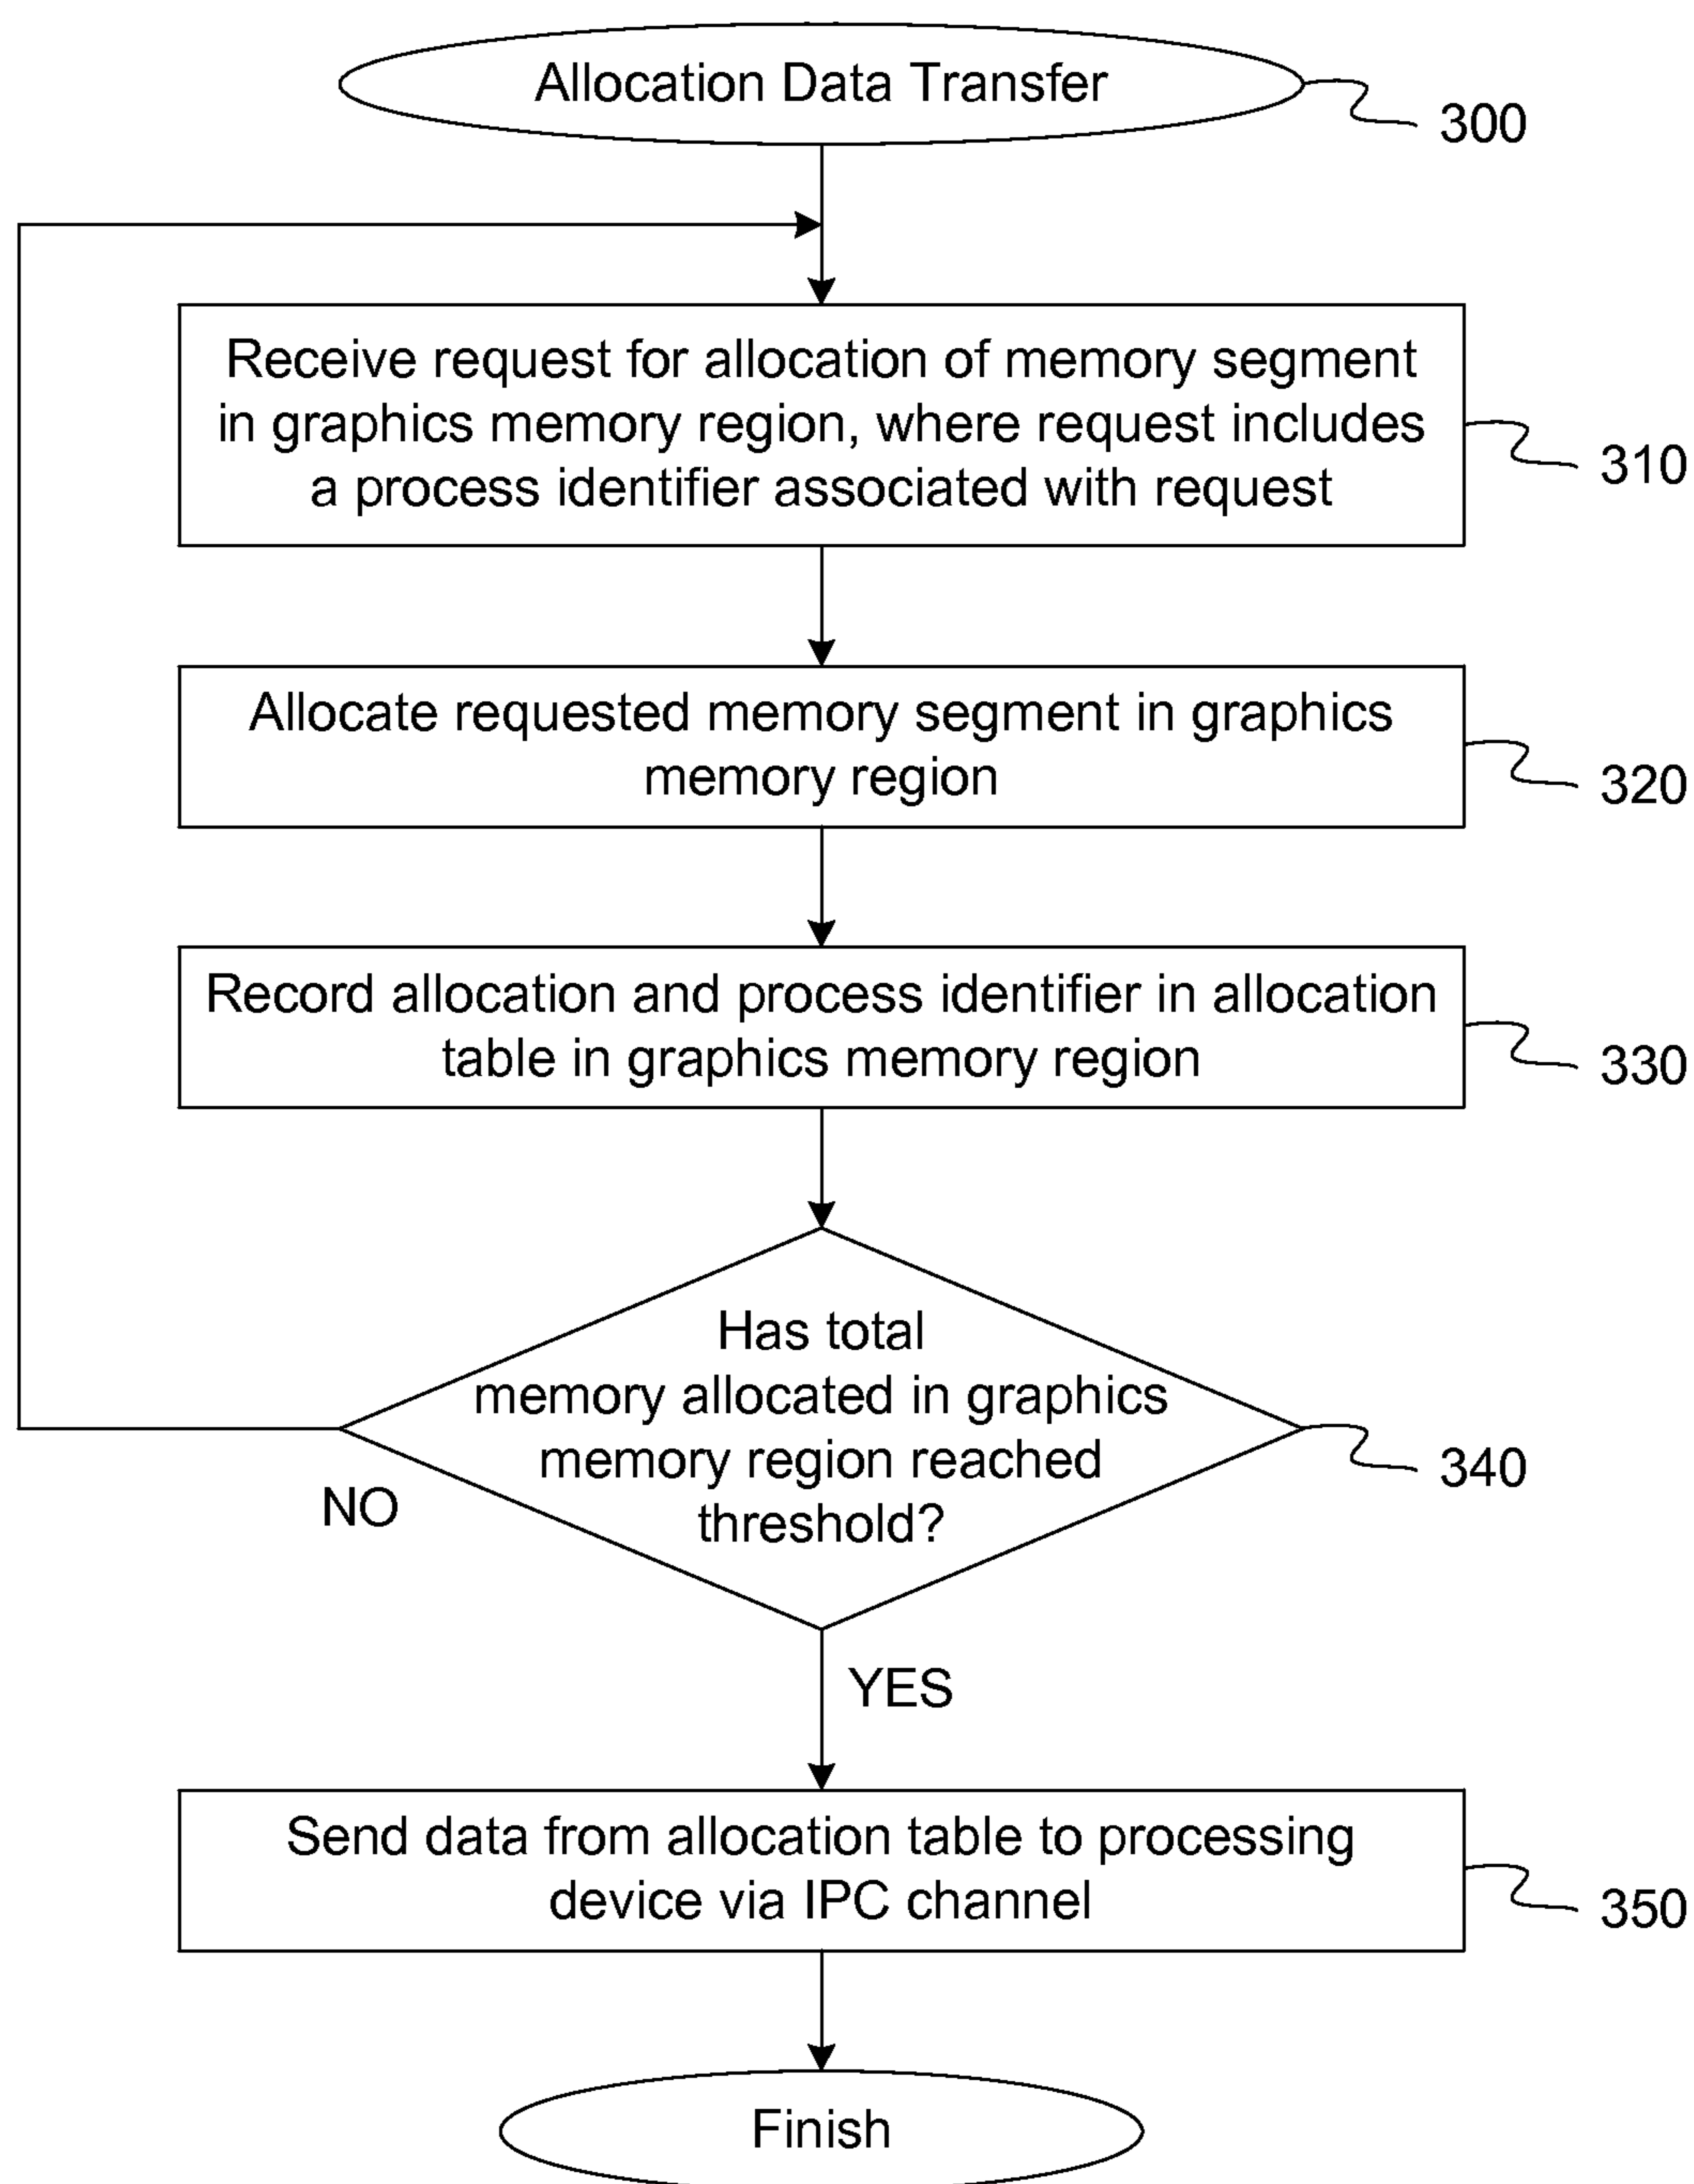 Allocation Data Transfer
300
Receive request for allocation of memory segment
in graphics memory region, where request includes
a process identifier associated with request
310
Allocate requested memory segment in graphics
memory region
320
Record allocation and process identifier in allocation
table in graphics memory region
330
Has total
memory allocated in graphics
memory region reached
threshold?
340
NO
YES
Send data from allocation table to processing
device via IPC channel
350
Finish